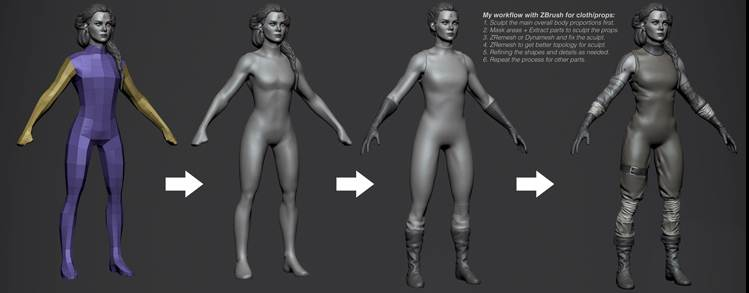 My workflow with ZBrush for cloth/props:
1. Sculpt the main overall body proportions first.
2. Mask areas + Extract parts to sculpt the props.
3. ZRemesh or Dynamesh and fix the sculpt.
4. ZRemesh to get better topology for sculpt.
5. Refining the shapes and details as needed.
6. Repeat the process for other parts.